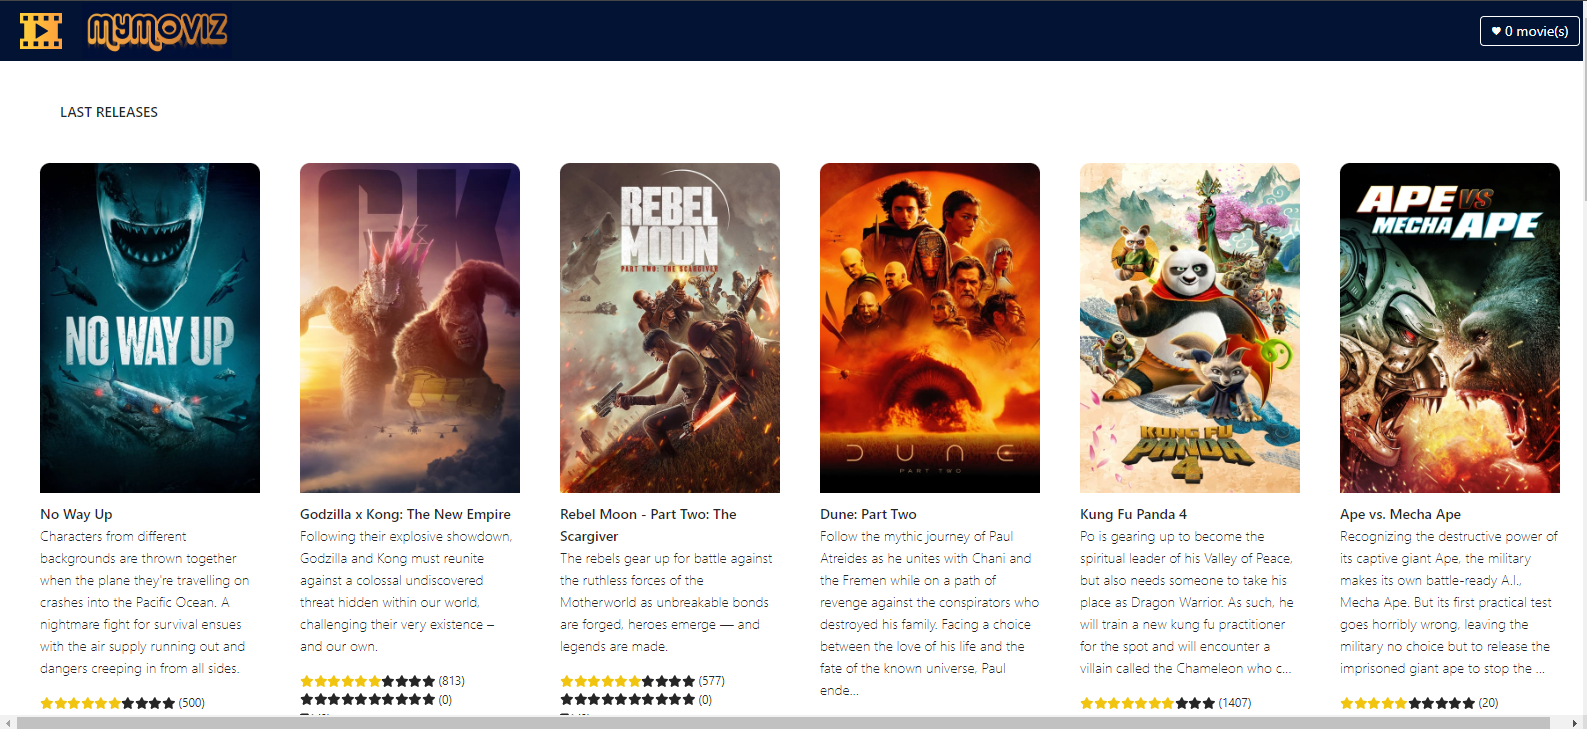 MYMOVIZ
♥ 0 movie(s)
LAST RELEASES
NO WAY UP
GK
REBEL
MOON
PART TWO: THE SCARGIVER
DUNE
PART TWO
KUNG FU
PANDA
4
APE VS
MECHA APE
No Way Up
Characters from different
backgrounds are thrown together
when the plane they're travelling on
crashes into the Pacific Ocean. A
nightmare fight for survival ensues
with the air supply running out and
dangers creeping in from all sides.
(500)
Godzilla x Kong: The New Empire
Following their explosive showdown,
Godzilla and Kong must reunite
against a colossal undiscovered
threat hidden within our world,
challenging their very existence –
and our own.
(813)
(0)
Rebel Moon - Part Two: The
Scargiver
The rebels gear up for battle against
the ruthless forces of the
Motherworld as unbreakable bonds
are forged, heroes emerge — and
legends are made.
(577)
(0)
Dune: Part Two
Follow the mythic journey of Paul
Atreides as he unites with Chani and
the Fremen while on a path of
revenge against the conspirators who
destroyed his family. Facing a choice
between the love of his life and the
fate of the known universe, Paul
ende...
Kung Fu Panda 4
Po is gearing up to become the
spiritual leader of his Valley of Peace,
but also needs someone to take his
place as Dragon Warrior. As such, he
will train a new kung fu practitioner
for the spot and will encounter a
villain called the Chameleon who c...
(1407)
Ape vs. Mecha Ape
Recognizing the destructive power of
its captive giant Ape, the military
makes its own battle-ready A.I.,
Mecha Ape. But its first practical test
goes horribly wrong, leaving the
military no choice but to release the
imprisoned giant ape to stop the ...
(20)